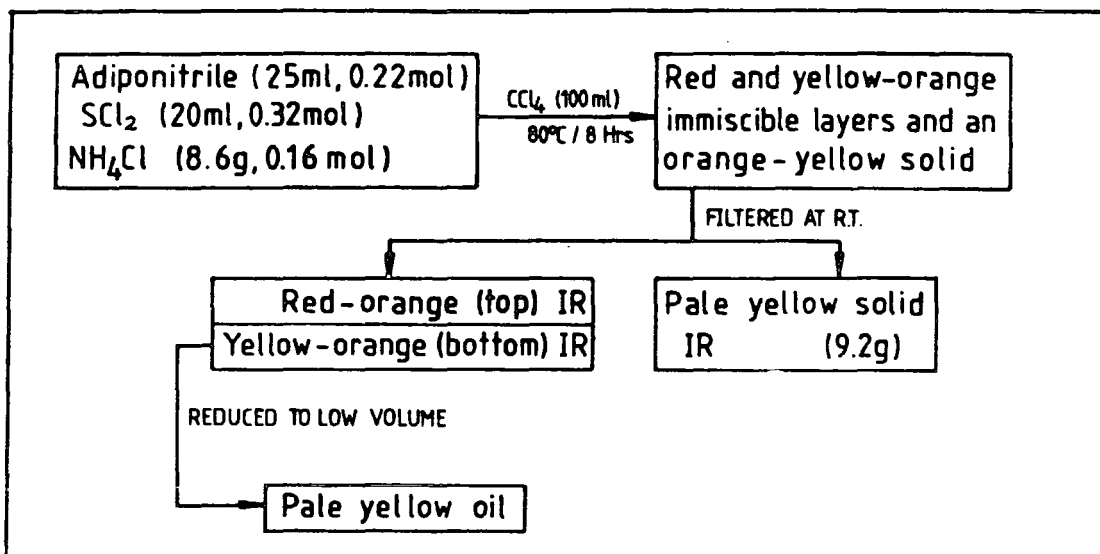 Adiponitrile (25ml, 0.22mol)
SCl₂ (20ml, 0.32mol)
NH₄Cl (8.6g, 0.16 mol)
CCl₄ (100ml)
80°C / 8 Hrs
Red and yellow-orange
immiscible layers and an
orange-yellow solid
FILTERED AT R.T.
Red-orange (top) IR
Yellow-orange (bottom) IR
Pale yellow solid
IR (9.2g)
REDUCED TO LOW VOLUME
Pale yellow oil